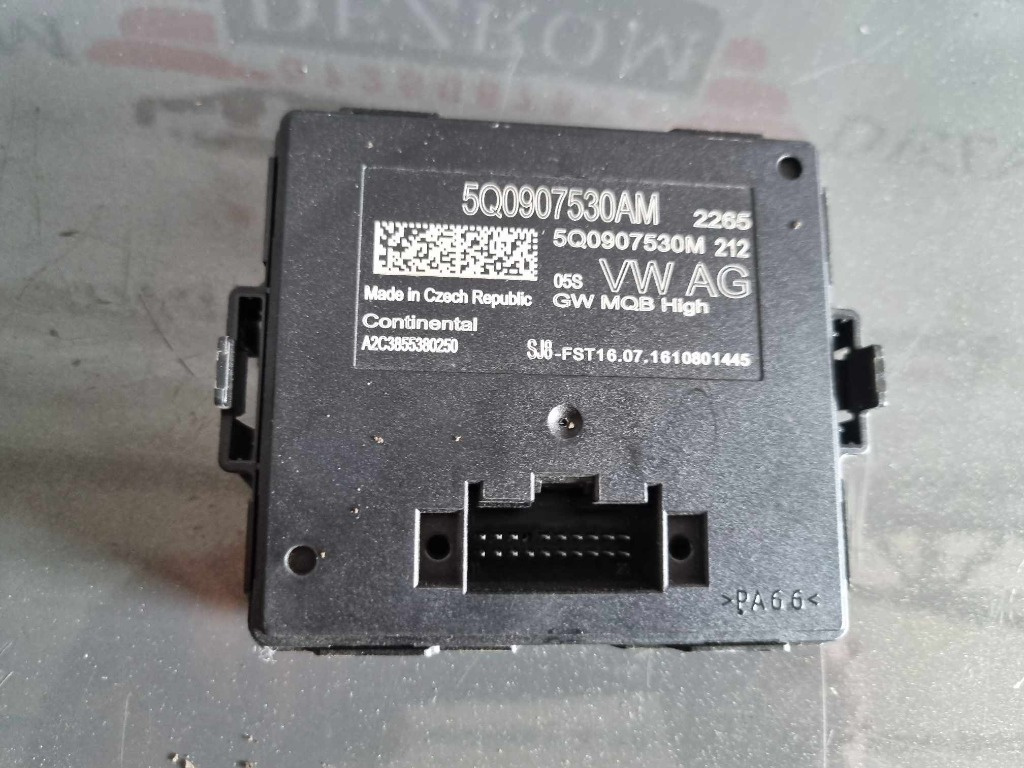 DEZROM
5Q0907530AM 2265
5Q0907530M 212
05S VW AG
Made in Czech Republic GW MQB High
Continental
A2C3855380250 SJ8-FST16.07.1610801445
>PA66<